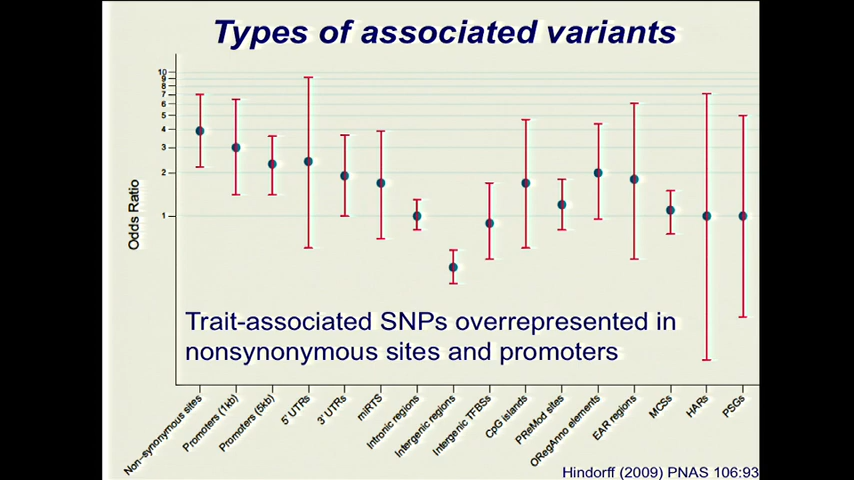 Types of associated variants
10
9
8
7
6
5
4
3
2
1
Odds Ratio
Trait-associated SNPs overrepresented in
nonsynonymous sites and promoters
Non-synonymous sites
Promoters (1kb)
Promoters (5kb)
5' UTRs
3' UTRs
miRTS
Intronic regions
Intergenic regions
Intergenic TFBSs
CpG islands
PReMod sites
ORegAnno elements
EAR regions
MCSs
HARs
PSGs
Hindorff (2009) PNAS 106:93